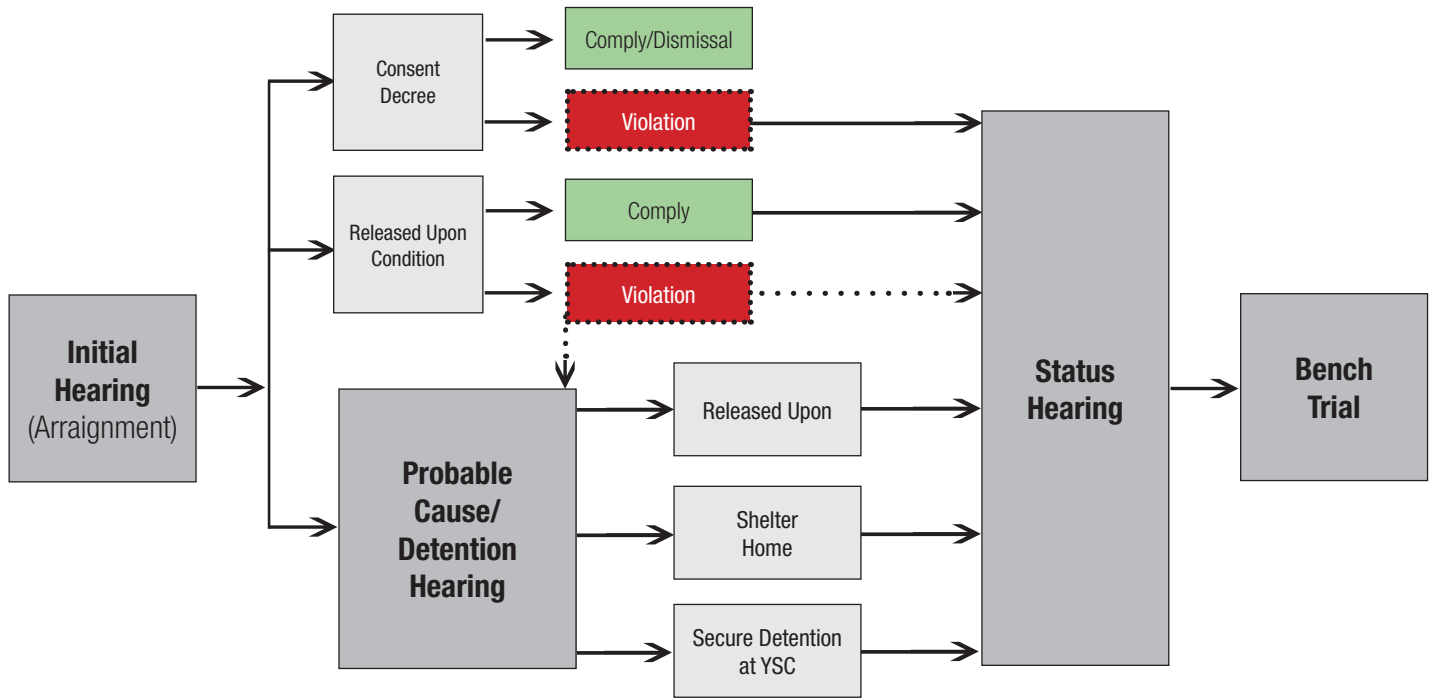 Initial
Hearing
(Arraignment)
Consent
Decree
Comply/Dismissal
Violation
Released Upon
Condition
Comply
Violation
Probable
Cause/
Detention
Hearing
Released Upon
Shelter
Home
Secure Detention
at YSC
Status
Hearing
Bench
Trial